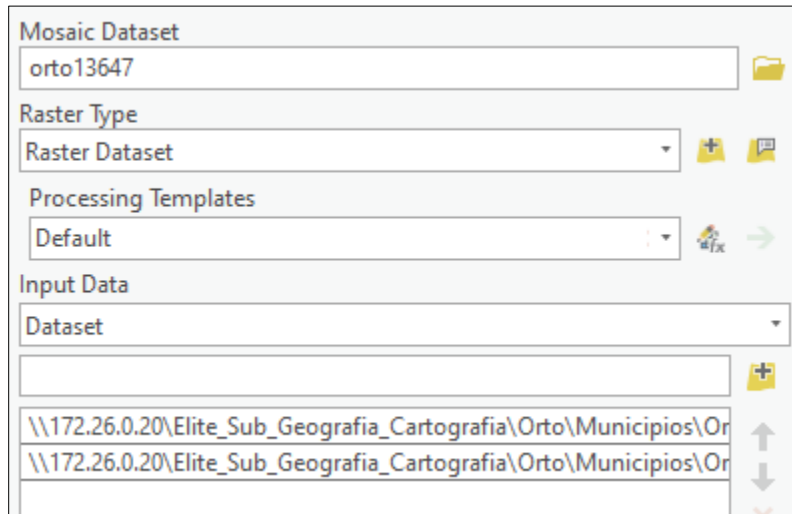 Mosaic Dataset
orto13647
Raster Type
Raster Dataset
Processing Templates
Default
Input Data
Dataset
\\172.26.0.20\Elite_Sub_Geografia_Cartografia\Orto\Municipios\Or
\\172.26.0.20\Elite_Sub_Geografia_Cartografia\Orto\Municipios\Or